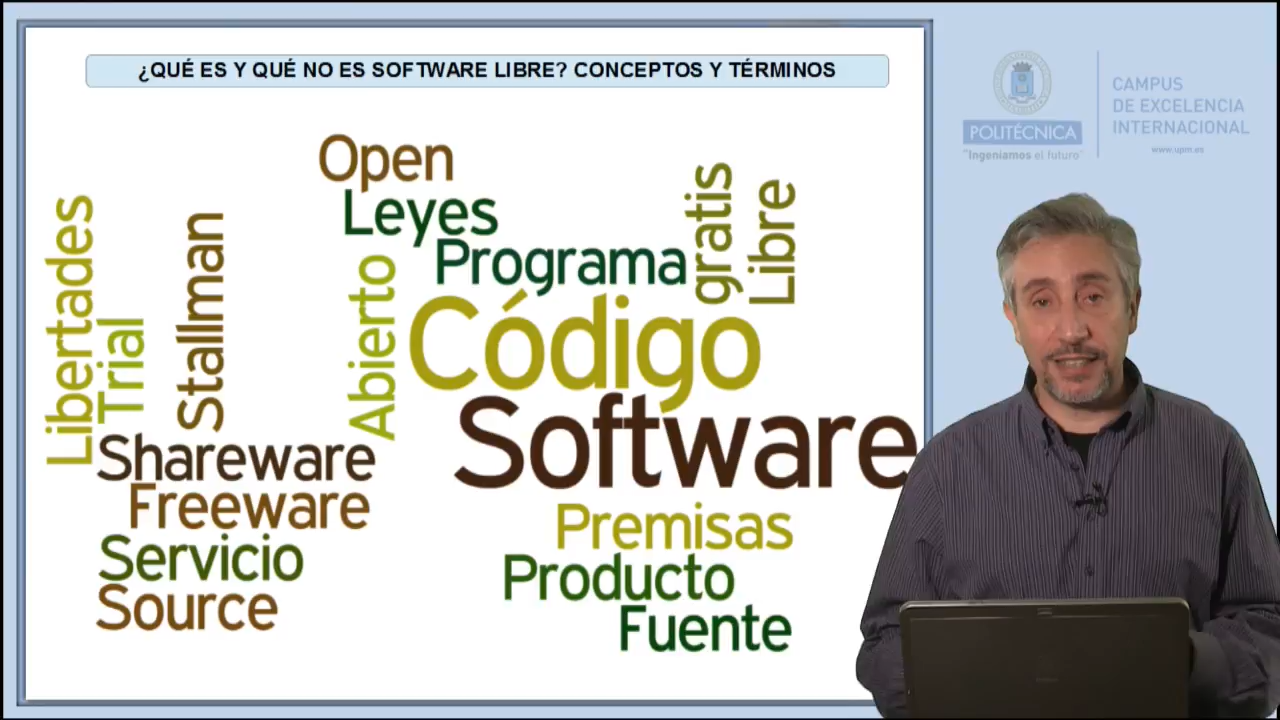 ¿QUÉ ES Y QUÉ NO ES SOFTWARE LIBRE? CONCEPTOS Y TÉRMINOS
POLITÉCNICA
"Ingeniamos el futuro"
CAMPUS
DE EXCELENCIA
INTERNACIONAL
www.upm.es
Open
Leyes
Programa
gratis
Libre
Libertades
Trial
Stallman
Abierto
Código
Software
Shareware
Freeware
Servicio
Source
Premisas
Producto
Fuente